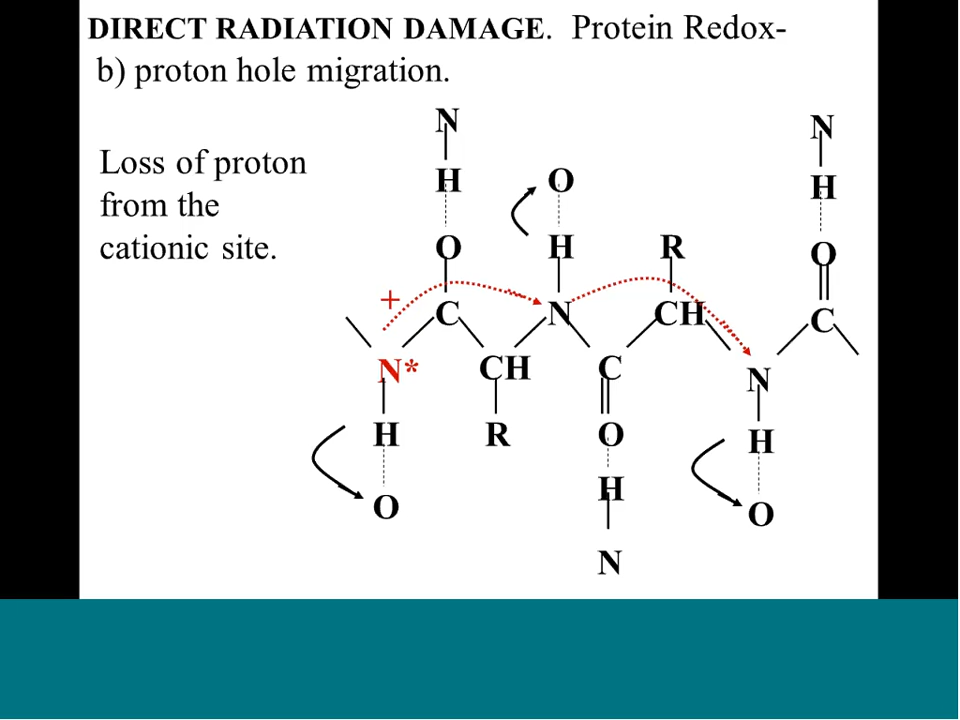 DIRECT RADIATION DAMAGE. Protein Redox-
b) proton hole migration.
Loss of proton
from the
cationic site.
N N
H O H
O H R O
+ C N CH C
N* CH C N
H R O H
O H O
N